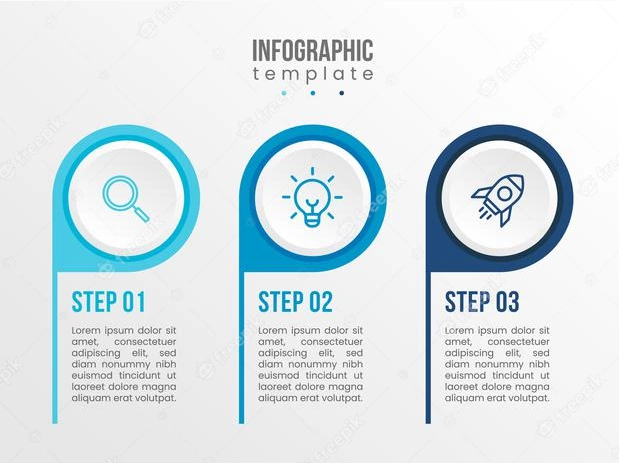 INFOGRAPHIC
template
STEP 01
Lorem ipsum dolor sit
amet, consectetuer
adipiscing elit, sed
diam nonummy nibh
euismod tincidunt ut
laoreet dolore magna
aliquam erat volutpat.
STEP 02
Lorem ipsum dolor sit
amet, consectetuer
adipiscing elit, sed
diam nonummy nibh
euismod tincidunt ut
laoreet dolore magna
aliquam erat volutpat.
STEP 03
Lorem ipsum dolor sit
amet, consectetuer
adipiscing elit, sed
diam nonummy nibh
euismod tincidunt ut
laoreet dolore magna
aliquam erat volutpat.